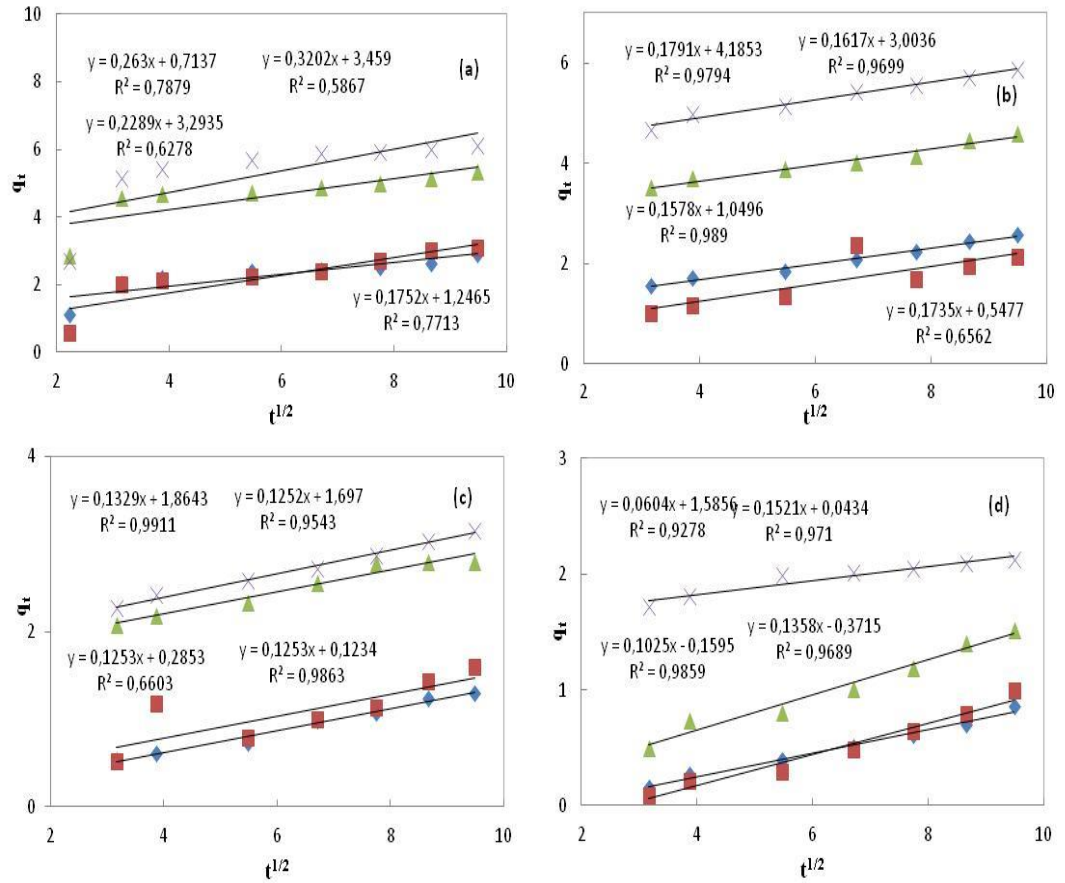 10
8
6
4
2
0
q_t
y = 0,263x + 0,7137
R² = 0,7879
y = 0,3202x + 3,459
R² = 0,5867
(a)
y = 0,2289x + 3,2935
R² = 0,6278
y = 0,1752x + 1,2465
R² = 0,7713
2 4 6 8 10
t^1/2
6
4
2
0
q_t
y = 0,1791x + 4,1853
R² = 0,9794
y = 0,1617x + 3,0036
R² = 0,9699
(b)
y = 0,1578x + 1,0496
R² = 0,989
y = 0,1735x + 0,5477
R² = 0,6562
2 4 6 8 10
t^1/2
4
2
0
q_t
y = 0,1329x + 1,8643
R² = 0,9911
y = 0,1252x + 1,697
R² = 0,9543
(c)
y = 0,1253x + 0,2853
R² = 0,6603
y = 0,1253x + 0,1234
R² = 0,9863
2 4 6 8 10
t^1/2
3
2
1
0
q_t
y = 0,0604x + 1,5856
R² = 0,9278
y = 0,1521x + 0,0434
R² = 0,971
(d)
y = 0,1025x - 0,1595
R² = 0,9859
y = 0,1358x - 0,3715
R² = 0,9689
2 4 6 8 10
t^1/2